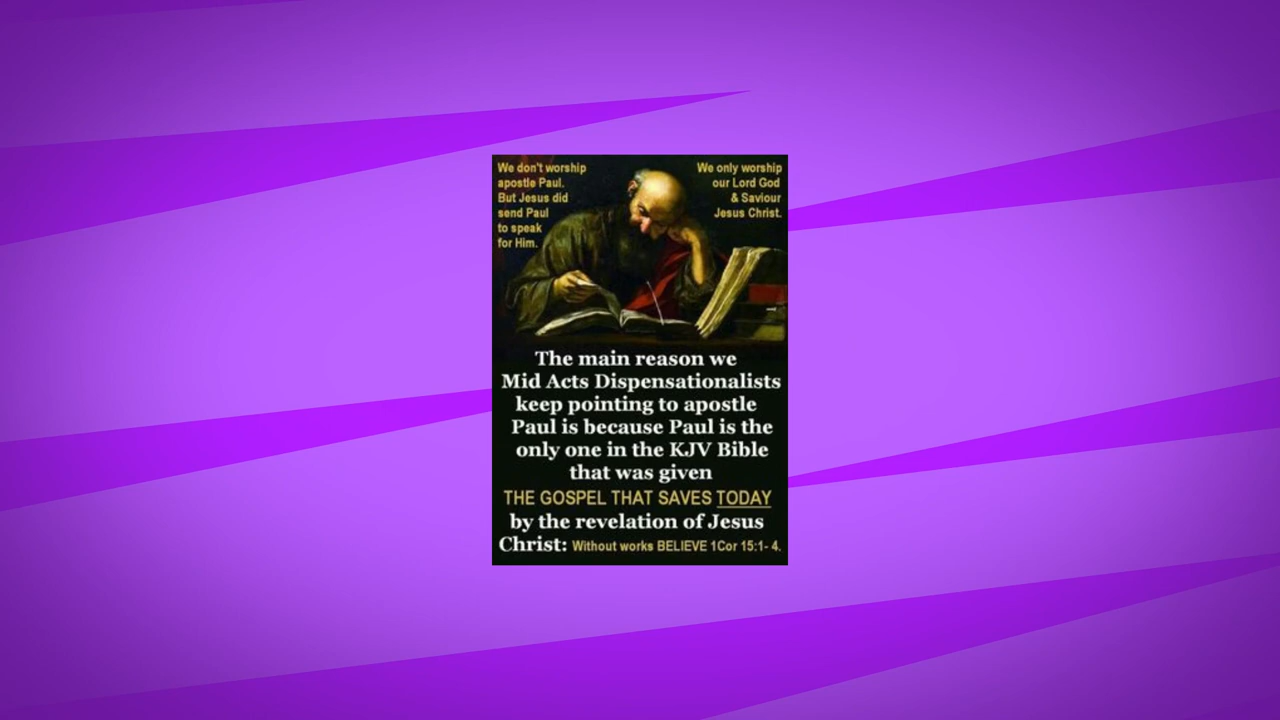 We don't worship
apostle Paul.
But Jesus did
send Paul
to speak
for Him.
We only worship
our Lord God
& Saviour
Jesus Christ.
The main reason we
Mid Acts Dispensationalists
keep pointing to apostle
Paul is because Paul is the
only one in the KJV Bible
that was given
THE GOSPEL THAT SAVES TODAY
by the revelation of Jesus
Christ: Without works BELIEVE 1Cor 15:1- 4.